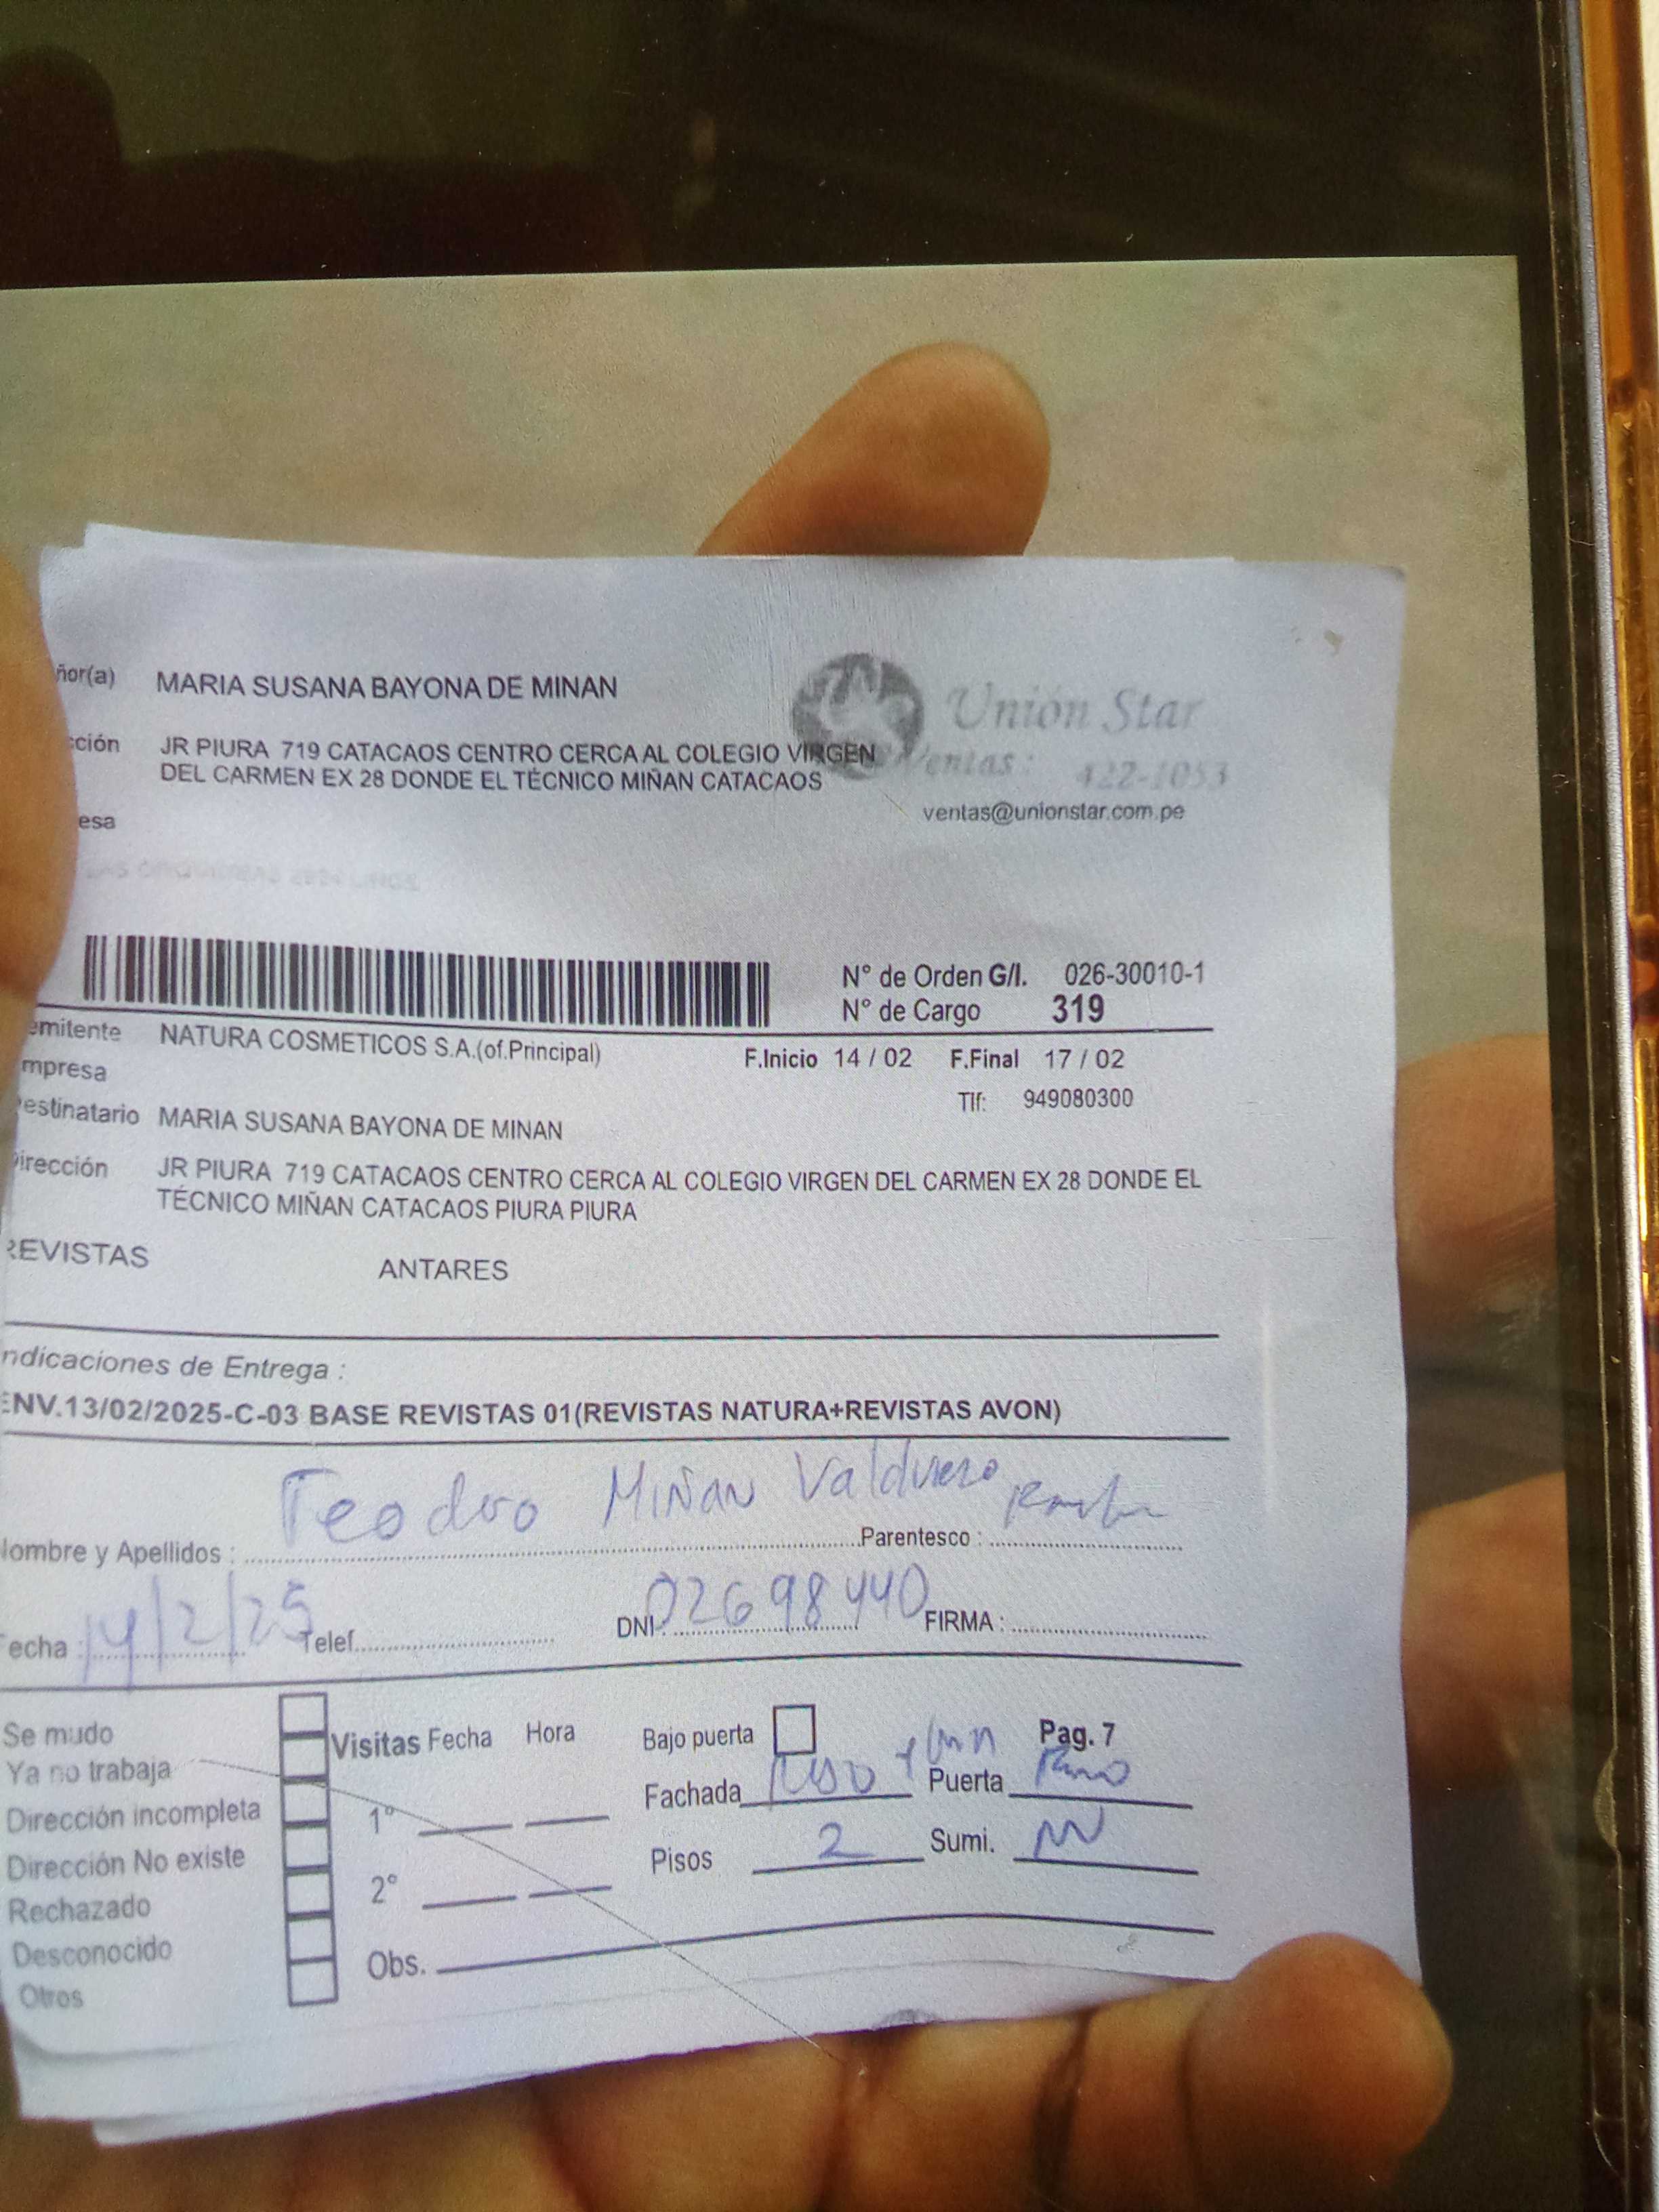 ñor(a) MARIA SUSANA BAYONA DE MINAN
Unión Star
cción JR PIURA 719 CATACAOS CENTRO CERCA AL COLEGIO VIRGEN
DEL CARMEN EX 28 DONDE EL TÉCNICO MIÑAN CATACAOS
Ventas: 422-1053
ventas@unionstar.com.pe
esa
N° de Orden G/I. 026-30010-1
N° de Cargo 319
emitente NATURA COSMETICOS S.A.(of.Principal)
F.Inicio 14 / 02 F.Final 17 / 02
mpresa
Tlf: 949080300
estinatario MARIA SUSANA BAYONA DE MINAN
irección JR PIURA 719 CATACAOS CENTRO CERCA AL COLEGIO VIRGEN DEL CARMEN EX 28 DONDE EL
TÉCNICO MIÑAN CATACAOS PIURA PIURA
REVISTAS ANTARES
ndicaciones de Entrega :
ENV.13/02/2025-C-03 BASE REVISTAS 01(REVISTAS NATURA+REVISTAS AVON)
Nombre y Apellidos : Teodoro Miñan Parentesco :
echa : 14/2/25 Telef. DNI: 02698440 FIRMA :
Se mudo
Ya no trabaja
Dirección incompleta
Dirección No existe
Rechazado
Desconocido
Otros
Visitas Fecha Hora
1°
2°
Obs.
Bajo puerta Pag. 7
Fachada Puerta
Pisos 2 Sumi.